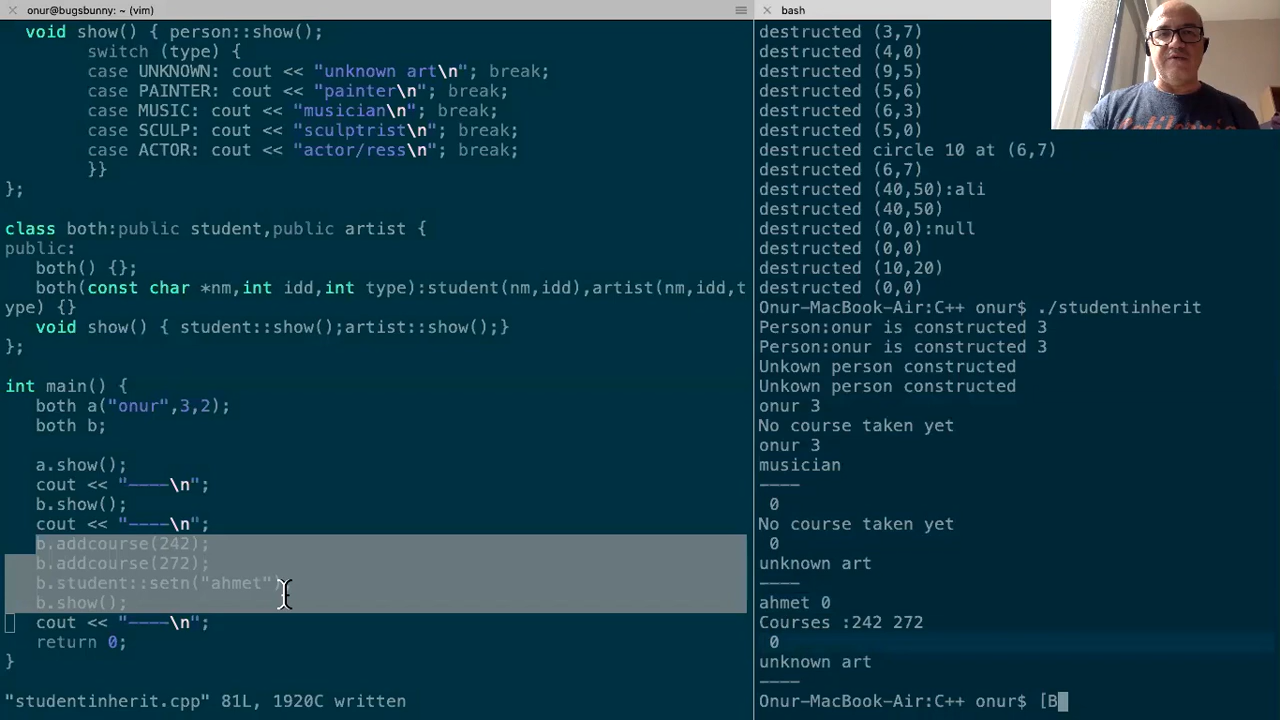 onur@bugsbunny: ~ (vim)
void show() { person::show();
switch (type) {
case UNKNOWN: cout << "unknown art\n"; break;
case PAINTER: cout << "painter\n"; break;
case MUSIC: cout << "musician\n"; break;
case SCULP: cout << "sculptrist\n"; break;
case ACTOR: cout << "actor/ress\n"; break;
}}
};
class both:public student,public artist {
public:
both() {};
both(const char *nm,int idd,int type):student(nm,idd),artist(nm,idd,t
ype) {}
void show() { student::show();artist::show();}
};
int main() {
both a("onur",3,2);
both b;
a.show();
cout << "————\n";
b.show();
cout << "————\n";
b.addcourse(242);
b.addcourse(272);
b.student::setn("ahmet");
b.show();
cout << "————\n";
return 0;
}
"studentinherit.cpp" 81L, 1920C written
bash
destructed (3,7)
destructed (4,0)
destructed (9,5)
destructed (5,6)
destructed (6,3)
destructed (5,0)
destructed circle 10 at (6,7)
destructed (6,7)
destructed (40,50):ali
destructed (40,50)
destructed (0,0):null
destructed (0,0)
destructed (10,20)
destructed (0,0)
Onur-MacBook-Air:C++ onur$ ./studentinherit
Person:onur is constructed 3
Person:onur is constructed 3
Unkown person constructed
Unkown person constructed
onur 3
No course taken yet
onur 3
musician
————
0
No course taken yet
0
unknown art
————
ahmet 0
Courses :242 272
0
unknown art
————
Onur-MacBook-Air:C++ onur$ [B